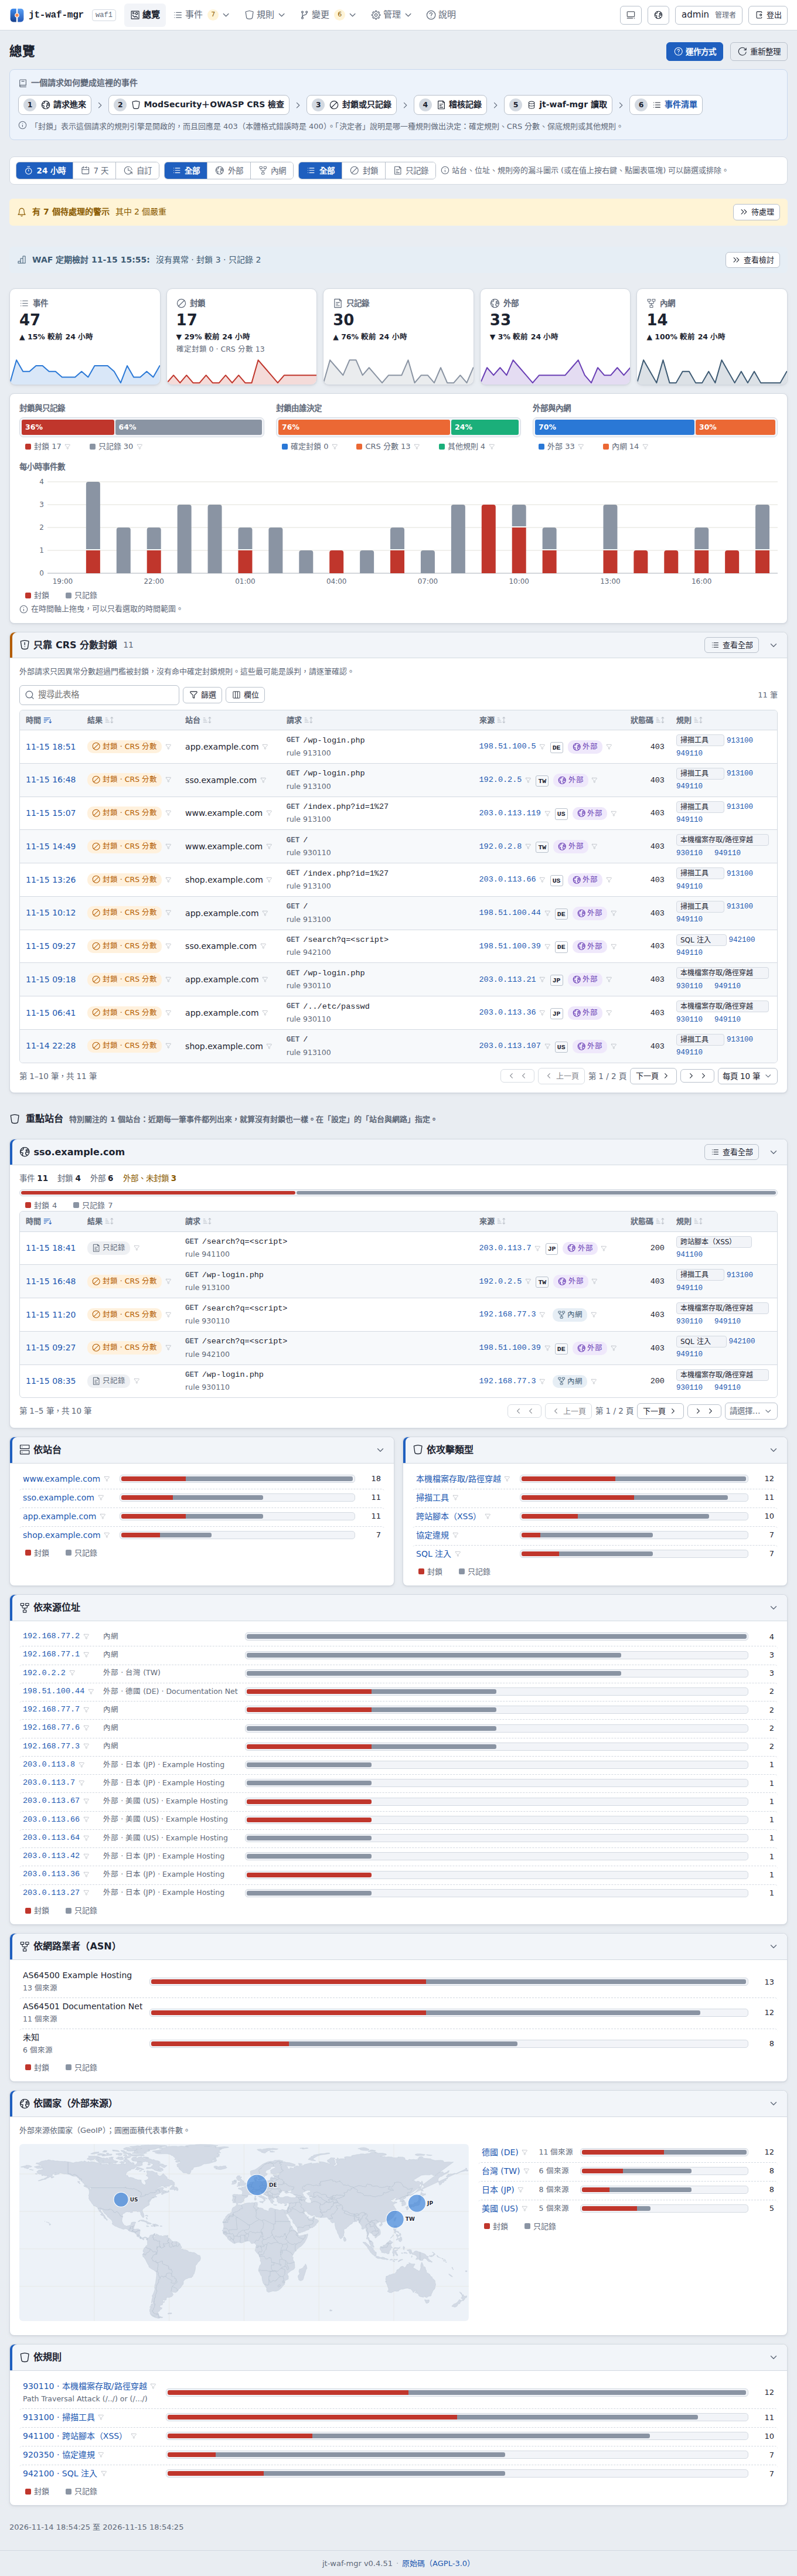 jt-waf-mgr waf1 總覽 事件 7 規則 變更 6 管理 說明 admin 管理者 登出
總覽 運作方式 重新整理
一個請求如何變成這裡的事件
1 請求進來 2 ModSecurity+OWASP CRS 檢查 3 封鎖或只記錄 4 稽核記錄 5 jt-waf-mgr 讀取 6 事件清單
「封鎖」表示這個請求的規則引擎是開啟的，而且回應是 403（本體格式錯誤時是 400）。「決定者」說明是哪一種規則做出決定：確定規則、CRS 分數、保底規則或其他規則。
24 小時 7 天 自訂 全部 外部 內網 全部 封鎖 只記錄 站台、位址、規則旁的漏斗圖示 (或在值上按右鍵、點圖表區塊) 可以篩選或排除。
有 7 個待處理的警示 其中 2 個嚴重 待處理
WAF 定期檢討 11-15 15:55: 沒有異常 · 封鎖 3 · 只記錄 2 查看檢討
事件 封鎖 只記錄 外部 內網
47 17 30 33 14
▲ 15% 較前 24 小時 ▼ 29% 較前 24 小時 ▲ 76% 較前 24 小時 ▼ 3% 較前 24 小時 ▲ 100% 較前 24 小時
確定封鎖 0 · CRS 分數 13
封鎖與只記錄 封鎖由誰決定 外部與內網
36% 64% 76% 24% 70% 30%
封鎖 17 只記錄 30 確定封鎖 0 CRS 分數 13 其他規則 4 外部 33 內網 14
每小時事件數
4
3
2
1
0
19:00 22:00 01:00 04:00 07:00 10:00 13:00 16:00
封鎖 只記錄
在時間軸上拖曳，可以只看選取的時間範圍。
只靠 CRS 分數封鎖 11 查看全部
外部請求只因異常分數超過門檻被封鎖，沒有命中確定封鎖規則。這些最可能是誤判，請逐筆確認。
搜尋此表格 篩選 欄位 11 筆
時間 結果 站台 請求 來源 狀態碼 規則
11-15 18:51 封鎖 · CRS 分數 app.example.com GET /wp-login.php rule 913100 198.51.100.5 DE 外部 403 掃描工具 913100 949110
11-15 16:48 封鎖 · CRS 分數 sso.example.com GET /wp-login.php rule 913100 192.0.2.5 TW 外部 403 掃描工具 913100 949110
11-15 15:07 封鎖 · CRS 分數 www.example.com GET /index.php?id=1%27 rule 913100 203.0.113.119 US 外部 403 掃描工具 913100 949110
11-15 14:49 封鎖 · CRS 分數 www.example.com GET / rule 930110 192.0.2.8 TW 外部 403 本機檔案存取/路徑穿越 930110 949110
11-15 13:26 封鎖 · CRS 分數 shop.example.com GET /index.php?id=1%27 rule 913100 203.0.113.66 US 外部 403 掃描工具 913100 949110
11-15 10:12 封鎖 · CRS 分數 app.example.com GET / rule 913100 198.51.100.44 DE 外部 403 掃描工具 913100 949110
11-15 09:27 封鎖 · CRS 分數 sso.example.com GET /search?q=<script> rule 942100 198.51.100.39 DE 外部 403 SQL 注入 942100 949110
11-15 09:18 封鎖 · CRS 分數 app.example.com GET /wp-login.php rule 930110 203.0.113.21 JP 外部 403 本機檔案存取/路徑穿越 930110 949110
11-15 06:41 封鎖 · CRS 分數 app.example.com GET /../etc/passwd rule 930110 203.0.113.36 JP 外部 403 本機檔案存取/路徑穿越 930110 949110
11-14 22:28 封鎖 · CRS 分數 shop.example.com GET / rule 913100 203.0.113.107 US 外部 403 掃描工具 913100 949110
第 1–10 筆，共 11 筆 上一頁 第 1 / 2 頁 下一頁 每頁 10 筆
重點站台 特別關注的 1 個站台：近期每一筆事件都列出來，就算沒有封鎖也一樣。在「設定」的「站台與網路」指定。
sso.example.com 查看全部
事件 11 封鎖 4 外部 6 外部、未封鎖 3
封鎖 4 只記錄 7
時間 結果 請求 來源 狀態碼 規則
11-15 18:41 只記錄 GET /search?q=<script> rule 941100 203.0.113.7 JP 外部 200 跨站腳本（XSS） 941100
11-15 16:48 封鎖 · CRS 分數 GET /wp-login.php rule 913100 192.0.2.5 TW 外部 403 掃描工具 913100 949110
11-15 11:20 封鎖 · CRS 分數 GET /search?q=<script> rule 930110 192.168.77.3 內網 403 本機檔案存取/路徑穿越 930110 949110
11-15 09:27 封鎖 · CRS 分數 GET /search?q=<script> rule 942100 198.51.100.39 DE 外部 403 SQL 注入 942100 949110
11-15 08:35 只記錄 GET /wp-login.php rule 930110 192.168.77.3 內網 200 本機檔案存取/路徑穿越 930110 949110
第 1–5 筆，共 10 筆 上一頁 第 1 / 2 頁 下一頁 請選擇...
依站台
www.example.com 18
sso.example.com 11
app.example.com 11
shop.example.com 7
封鎖 只記錄
依攻擊類型
本機檔案存取/路徑穿越 12
掃描工具 11
跨站腳本（XSS） 10
協定違規 7
SQL 注入 7
封鎖 只記錄
依來源位址
192.168.77.2 內網 4
192.168.77.1 內網 3
192.0.2.2 外部 · 台灣 (TW) 3
198.51.100.44 外部 · 德國 (DE) · Documentation Net 2
192.168.77.7 內網 2
192.168.77.6 內網 2
192.168.77.3 內網 2
203.0.113.8 外部 · 日本 (JP) · Example Hosting 1
203.0.113.7 外部 · 日本 (JP) · Example Hosting 1
203.0.113.67 外部 · 美國 (US) · Example Hosting 1
203.0.113.66 外部 · 美國 (US) · Example Hosting 1
203.0.113.64 外部 · 美國 (US) · Example Hosting 1
203.0.113.42 外部 · 日本 (JP) · Example Hosting 1
203.0.113.36 外部 · 日本 (JP) · Example Hosting 1
203.0.113.27 外部 · 日本 (JP) · Example Hosting 1
封鎖 只記錄
依網路業者（ASN）
AS64500 Example Hosting 13
13 個來源
AS64501 Documentation Net 12
11 個來源
未知 8
6 個來源
封鎖 只記錄
依國家（外部來源）
外部來源依國家（GeoIP）；圓圈面積代表事件數。
US DE JP TW
德國 (DE) 11 個來源 12
台灣 (TW) 6 個來源 8
日本 (JP) 8 個來源 8
美國 (US) 5 個來源 5
封鎖 只記錄
依規則
930110 · 本機檔案存取/路徑穿越 12
Path Traversal Attack (/../) or (/.../)
913100 · 掃描工具 11
941100 · 跨站腳本（XSS） 10
920350 · 協定違規 7
942100 · SQL 注入 7
封鎖 只記錄
2026-11-14 18:54:25 至 2026-11-15 18:54:25
jt-waf-mgr v0.4.51 · 原始碼（AGPL-3.0）